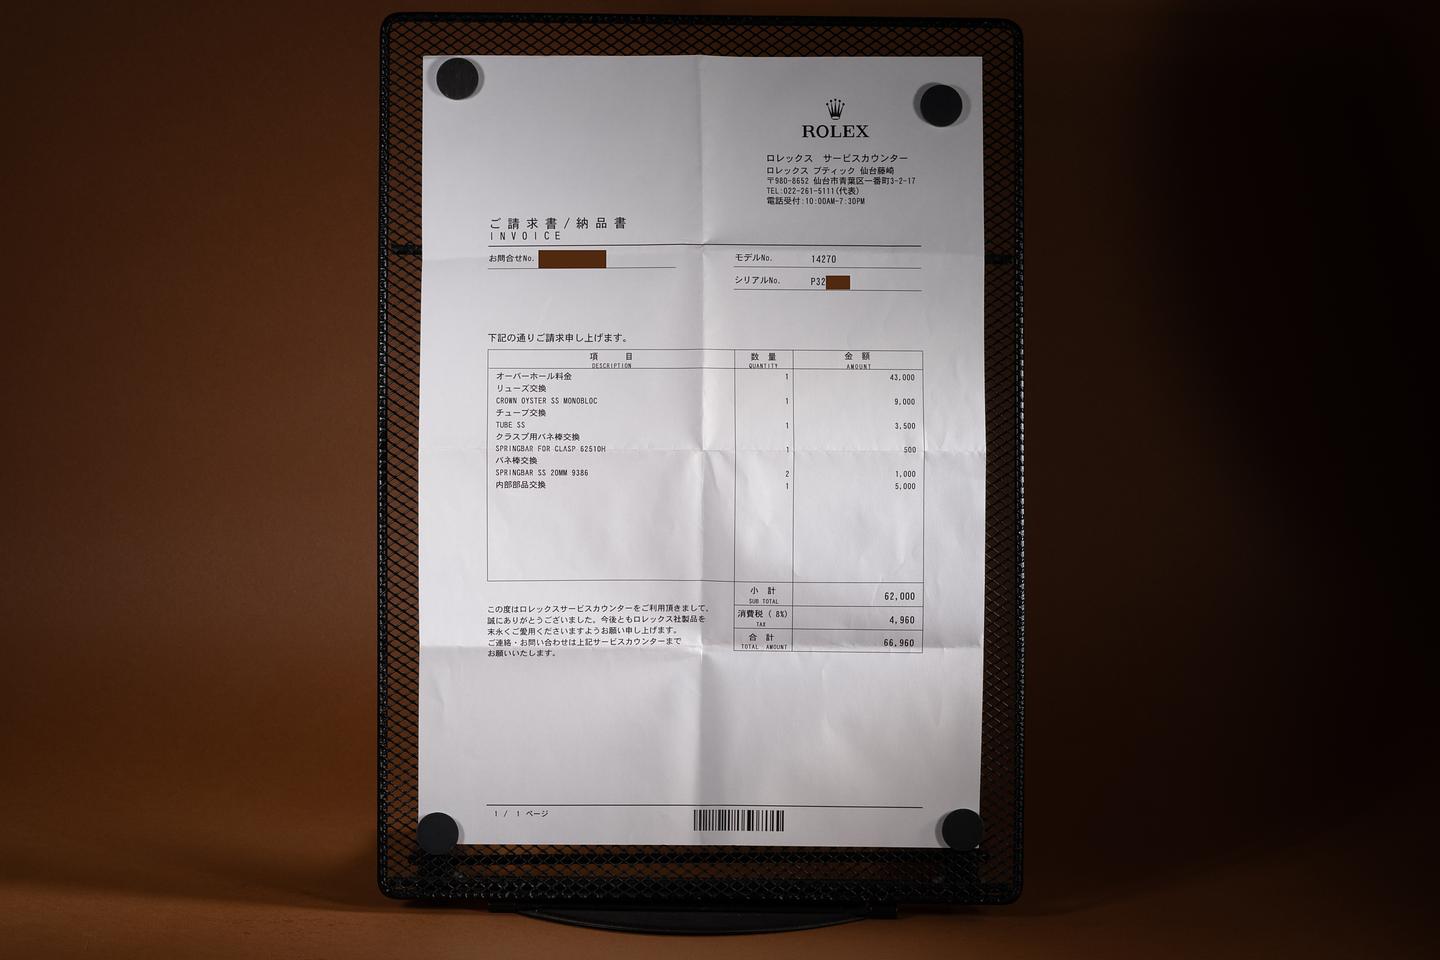 ROLEX
ロレックス　サービスカウンター
ロレックス ブティック 仙台藤崎
〒980-8652 仙台市青葉区一番町3-2-17
TEL:022-261-5111(代表)
電話受付:10:00AM-7:30PM
ご請求書/納品書
INVOICE
お問合せNo.
モデルNo. 14270
シリアルNo. P32
下記の通りご請求申し上げます。
項　目 数　量 金　額
DESCRIPTION QUANTITY AMOUNT
オーバーホール料金 1 43,000
リューズ交換
CROWN OYSTER SS MONOBLOC 1 9,000
チューブ交換
TUBE SS 1 3,500
クラスプ用バネ棒交換
SPRINGBAR FOR CLASP 62510H 1 500
バネ棒交換
SPRINGBAR SS 20MM 9386 2 1,000
内部部品交換 1 5,000
小　計 62,000
SUB TOTAL
消費税 ( 8%) 4,960
TAX
合　計 66,960
TOTAL AMOUNT
この度はロレックスサービスカウンターをご利用頂きまして、
誠にありがとうございました。今後ともロレックス社製品を
末永くご愛用くださいますようお願い申し上げます。
ご連絡・お問い合わせは上記サービスカウンターまで
お願いいたします。
1 / 1 ページ